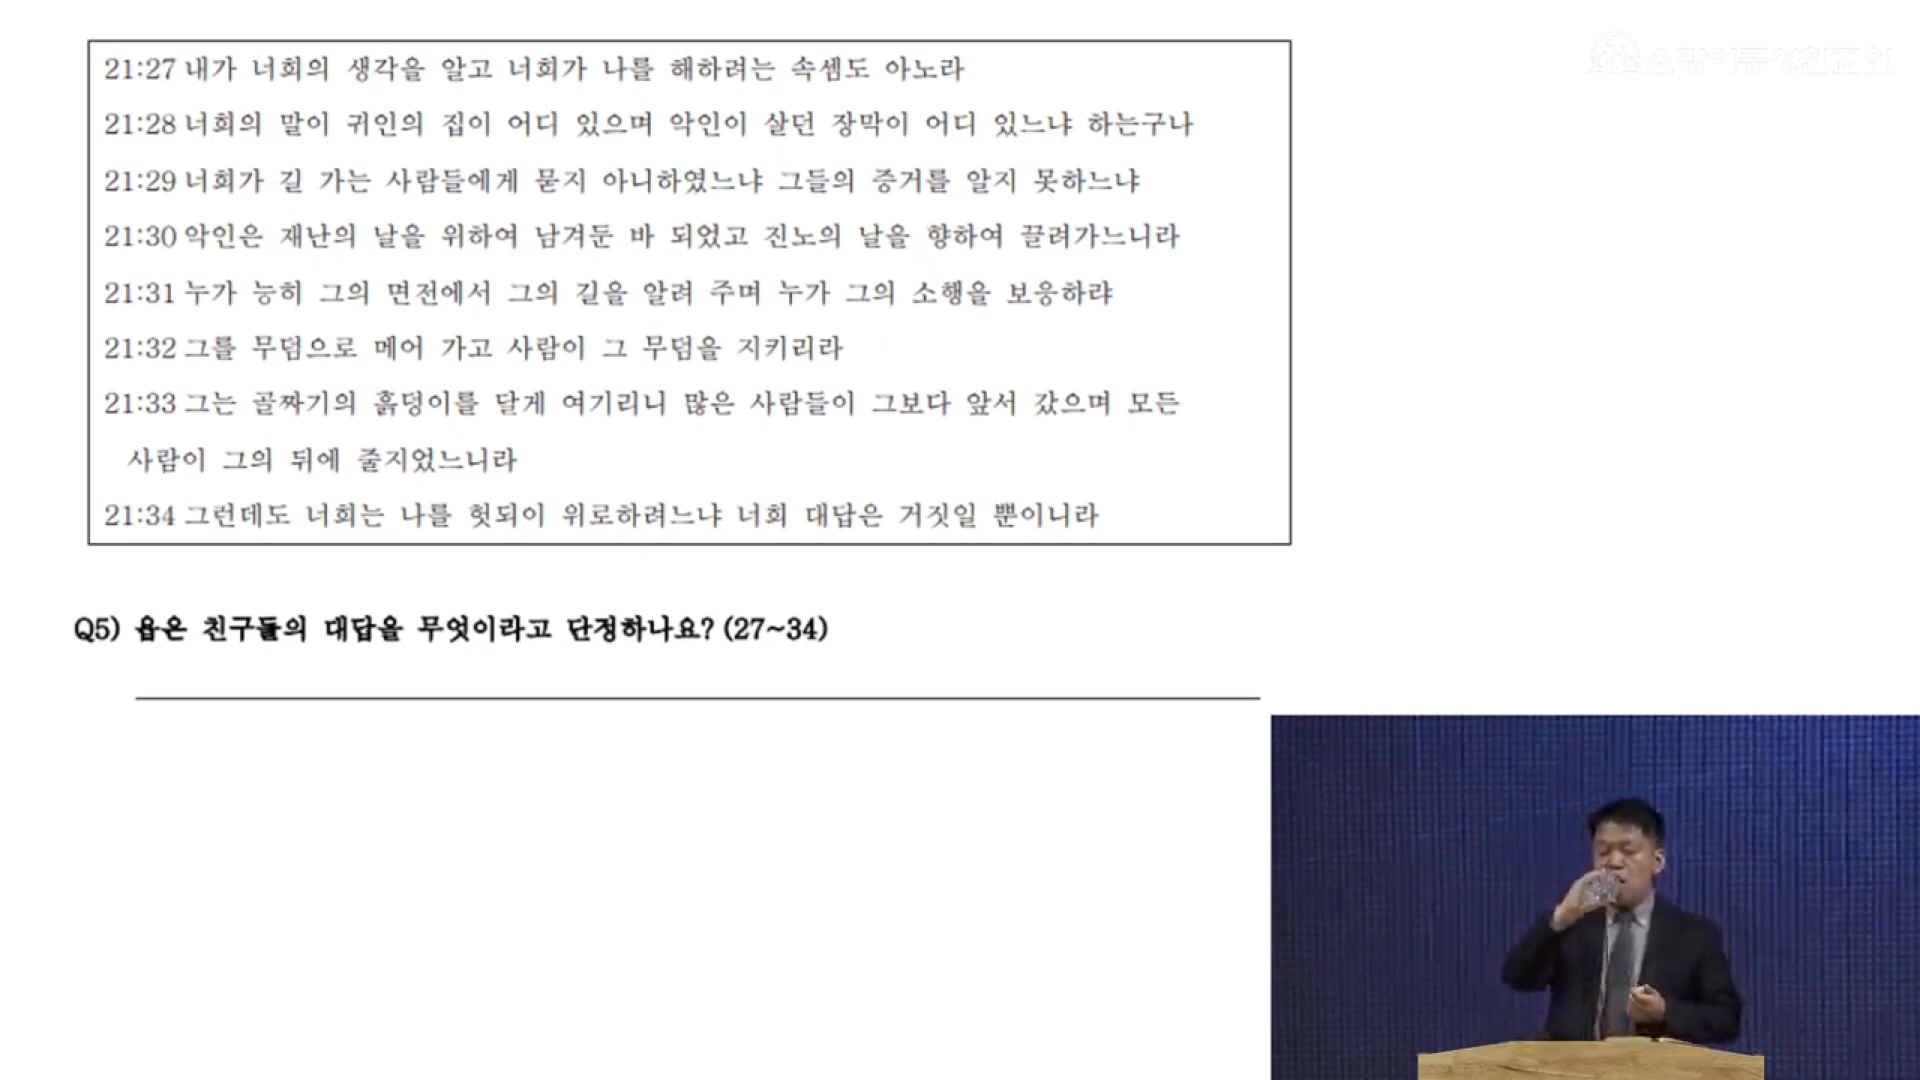 소망이룸성산교회
21:27 내가 너희의 생각을 알고 너희가 나를 해하려는 속셈도 아노라
21:28 너희의 말이 귀인의 집이 어디 있으며 악인이 살던 장막이 어디 있느냐 하는구나
21:29 너희가 길 가는 사람들에게 묻지 아니하였느냐 그들의 증거를 알지 못하느냐
21:30 악인은 재난의 날을 위하여 남겨둔 바 되었고 진노의 날을 향하여 끌려가느니라
21:31 누가 능히 그의 면전에서 그의 길을 알려 주며 누가 그의 소행을 보응하랴
21:32 그를 무덤으로 메어 가고 사람이 그 무덤을 지키리라
21:33 그는 골짜기의 흙덩이를 달게 여기리니 많은 사람들이 그보다 앞서 갔으며 모든
사람이 그의 뒤에 줄지었느니라
21:34 그런데도 너희는 나를 헛되이 위로하려느냐 너희 대답은 거짓일 뿐이니라
Q5) 욥은 친구들의 대답을 무엇이라고 단정하나요? (27~34)